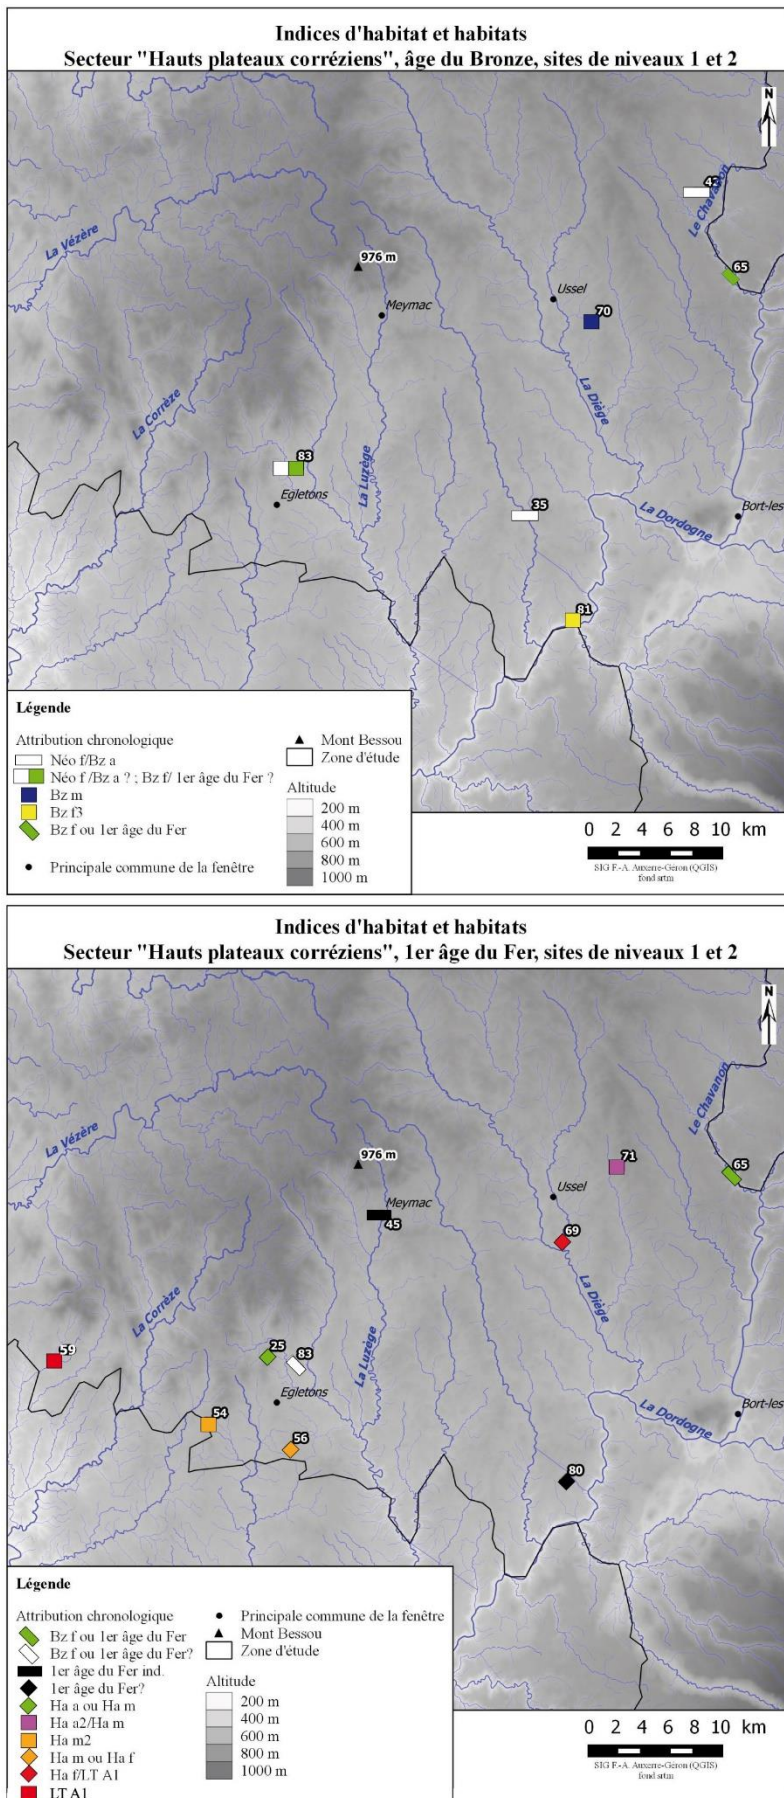 Indices d'habitat et habitats
Secteur "Hauts plateaux corréziens", âge du Bronze, sites de niveaux 1 et 2
N
Le Chavanon
La Vézère
976 m
65
Ussel
Meymac
70
La Diège
La Corrèze
83
La Luzège
Egletons
35
La Dordogne
Bort-les
81
Légende
Attribution chronologique
Néo f/Bz a
Néo f /Bz a ? ; Bz f/ 1er âge du Fer ?
Bz m
Bz f3
Bz f ou 1er âge du Fer
Principale commune de la fenêtre
Mont Bessou
Zone d'étude
Altitude
200 m
400 m
600 m
800 m
1000 m
0 2 4 6 8 10 km
SIG F.-A. Auxerre-Géron (QGIS)
fond srtm
Indices d'habitat et habitats
Secteur "Hauts plateaux corréziens", 1er âge du Fer, sites de niveaux 1 et 2
N
Le Chavanon
La Vézère
976 m
71
65
Ussel
Meymac
45
69
La Diège
La Corrèze
59
25
83
La Luzège
Egletons
54
56
La Dordogne
Bort-les
80
Légende
Attribution chronologique
Bz f ou 1er âge du Fer
Bz f ou 1er âge du Fer?
1er âge du Fer ind.
1er âge du Fer?
Ha a ou Ha m
Ha a2/Ha m
Ha m2
Ha m ou Ha f
Ha f/LT A1
LT A1
Principale commune de la fenêtre
Mont Bessou
Zone d'étude
Altitude
200 m
400 m
600 m
800 m
1000 m
0 2 4 6 8 10 km
SIG F.-A. Auxerre-Géron (QGIS)
fond srtm